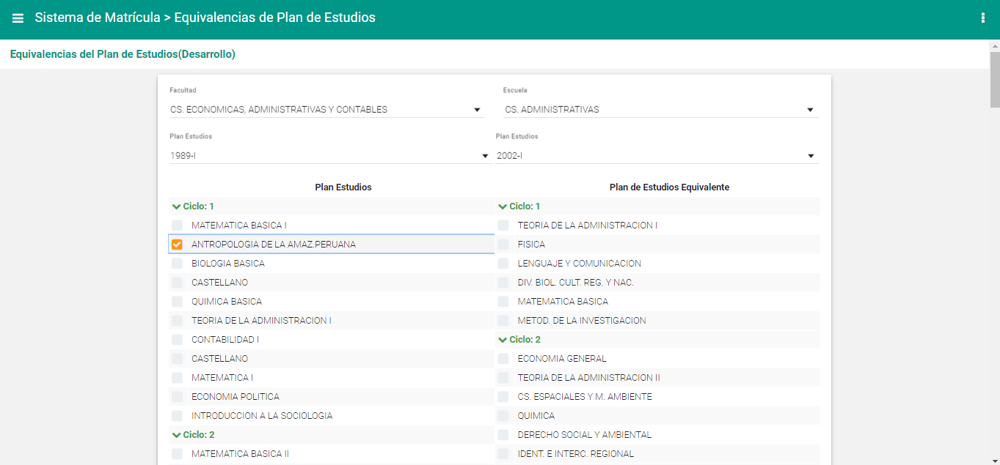 Sistema de Matrícula > Equivalencias de Plan de Estudios
Equivalencias del Plan de Estudios(Desarrollo)
Facultad
CS. ECONOMICAS, ADMINISTRATIVAS Y CONTABLES
Escuela
CS. ADMINISTRATIVAS
Plan Estudios
1989-I
Plan Estudios
2002-I
Plan Estudios
Ciclo: 1
MATEMATICA BASICA I
ANTROPOLOGIA DE LA AMAZ.PERUANA
BIOLOGIA BASICA
CASTELLANO
QUIMICA BASICA
TEORIA DE LA ADMINISTRACION I
CONTABILIDAD I
CASTELLANO
MATEMATICA I
ECONOMIA POLITICA
INTRODUCCION A LA SOCIOLOGIA
Ciclo: 2
MATEMATICA BASICA II
Plan de Estudios Equivalente
Ciclo: 1
TEORIA DE LA ADMINISTRACION I
FISICA
LENGUAJE Y COMUNICACION
DIV. BIOL. CULT. REG. Y NAC.
MATEMATICA BASICA
METOD. DE LA INVESTIGACION
Ciclo: 2
ECONOMIA GENERAL
TEORIA DE LA ADMINISTRACION II
CS. ESPACIALES Y M. AMBIENTE
QUIMICA
DERECHO SOCIAL Y AMBIENTAL
IDENT. E INTERC. REGIONAL